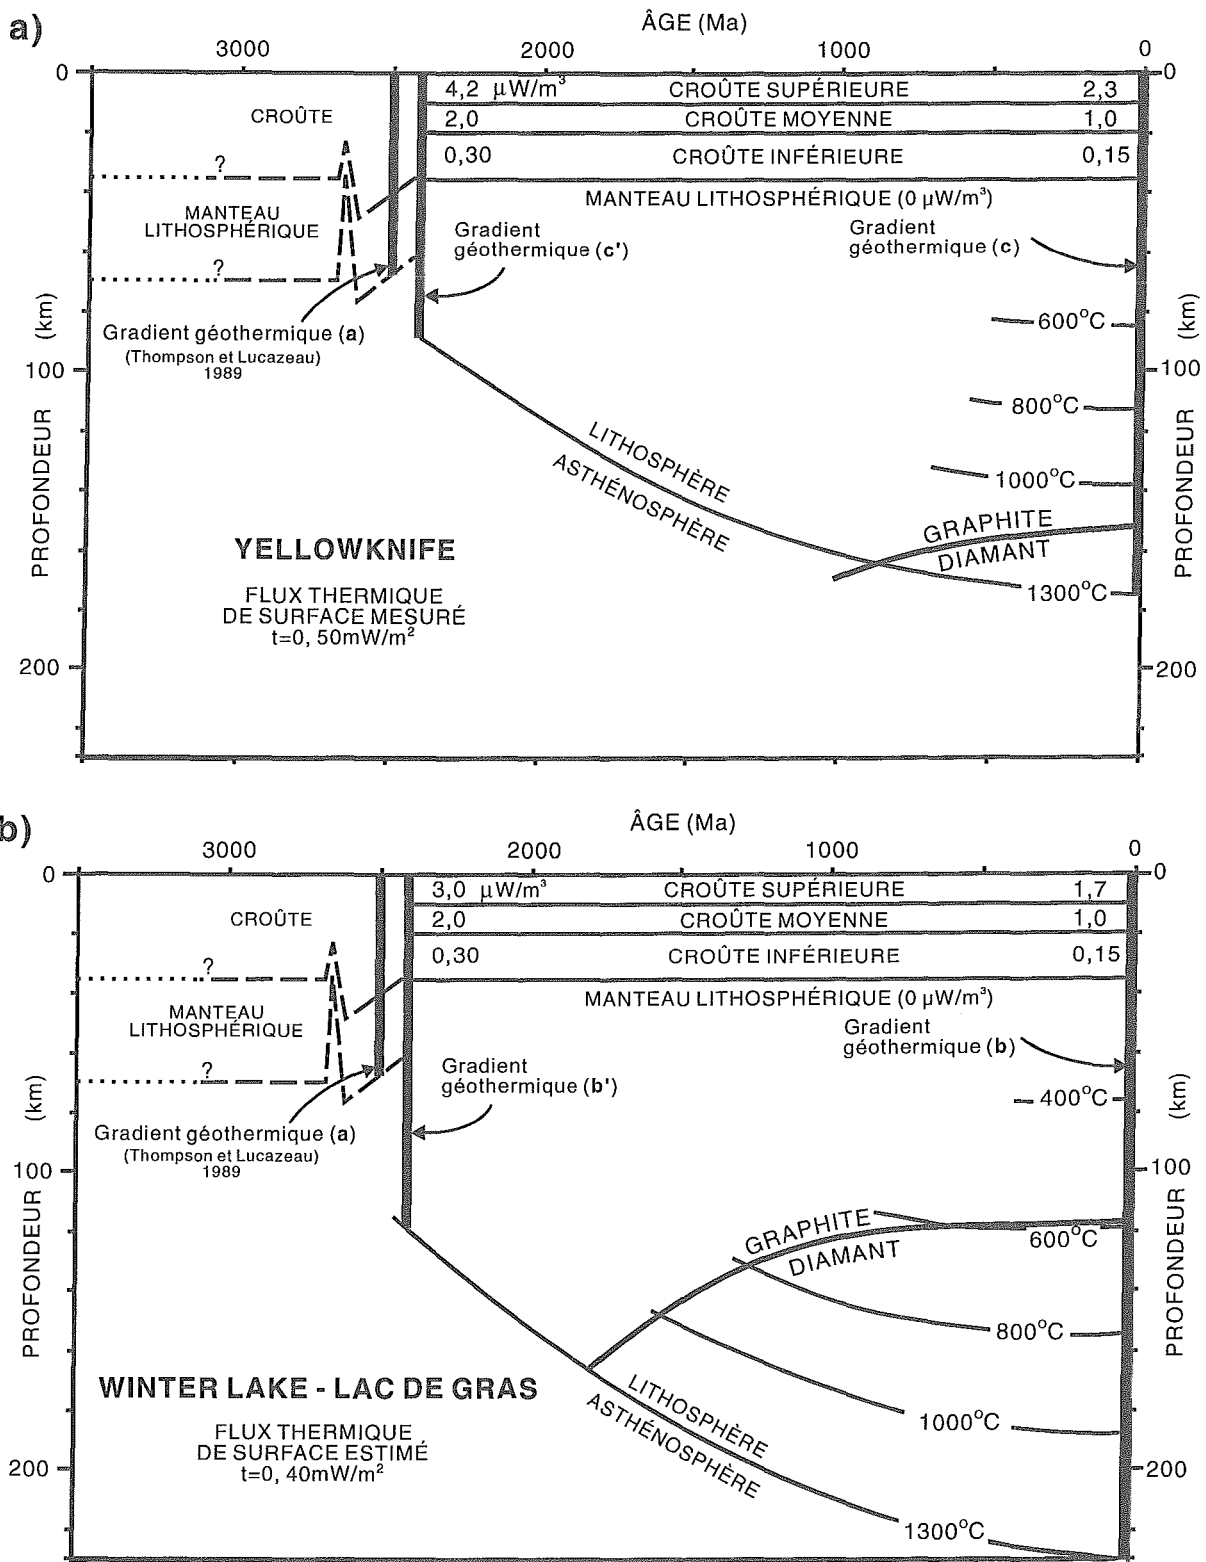 a)
ÂGE (Ma)
3000 2000 1000 0
0 0
4,2 μW/m³ CROÛTE SUPÉRIEURE 2,3
CROÛTE
2,0 CROÛTE MOYENNE 1,0
0,30 CROÛTE INFÉRIEURE 0,15
?
MANTEAU LITHOSPHÉRIQUE (0 μW/m³)
MANTEAU
LITHOSPHÉRIQUE
?
Gradient
géothermique (c')
Gradient
géothermique (c)
Gradient géothermique (a)
(Thompson et Lucazeau)
1989
600°C
100 100
800°C
1000°C
LITHOSPHÈRE
ASTHÉNOSPHÈRE
GRAPHITE
DIAMANT
1300°C
PROFONDEUR (km)
PROFONDEUR (km)
YELLOWKNIFE
FLUX THERMIQUE
DE SURFACE MESURÉ
t=0, 50mW/m²
200 200
b)
ÂGE (Ma)
3000 2000 1000 0
0 0
3,0 μW/m³ CROÛTE SUPÉRIEURE 1,7
CROÛTE
2,0 CROÛTE MOYENNE 1,0
0,30 CROÛTE INFÉRIEURE 0,15
?
MANTEAU LITHOSPHÉRIQUE (0 μW/m³)
MANTEAU
LITHOSPHÉRIQUE
?
Gradient
géothermique (b')
Gradient
géothermique (b)
400°C
Gradient géothermique (a)
(Thompson et Lucazeau)
1989
100 100
GRAPHITE
DIAMANT
600°C
800°C
1000°C
LITHOSPHÈRE
ASTHÉNOSPHÈRE
1300°C
PROFONDEUR (km)
PROFONDEUR (km)
WINTER LAKE - LAC DE GRAS
FLUX THERMIQUE
DE SURFACE ESTIMÉ
t=0, 40mW/m²
200 200